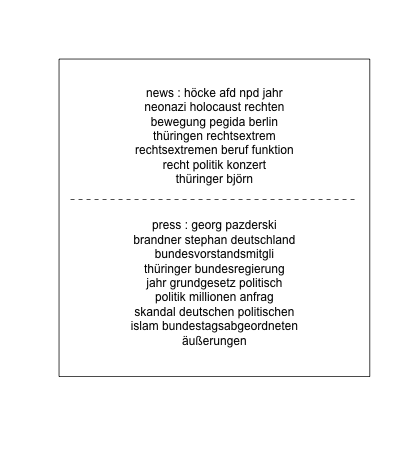 news : höcke afd npd jahr
neonazi holocaust rechten
bewegung pegida berlin
thüringen rechtsextrem
rechtsextremen beruf funktion
recht politik konzert
thüringer björn
press : georg pazderski
brandner stephan deutschland
bundesvorstandsmitgli
thüringer bundesregierung
jahr grundgesetz politisch
politik millionen anfrag
skandal deutschen politischen
islam bundestagsabgeordneten
äußerungen